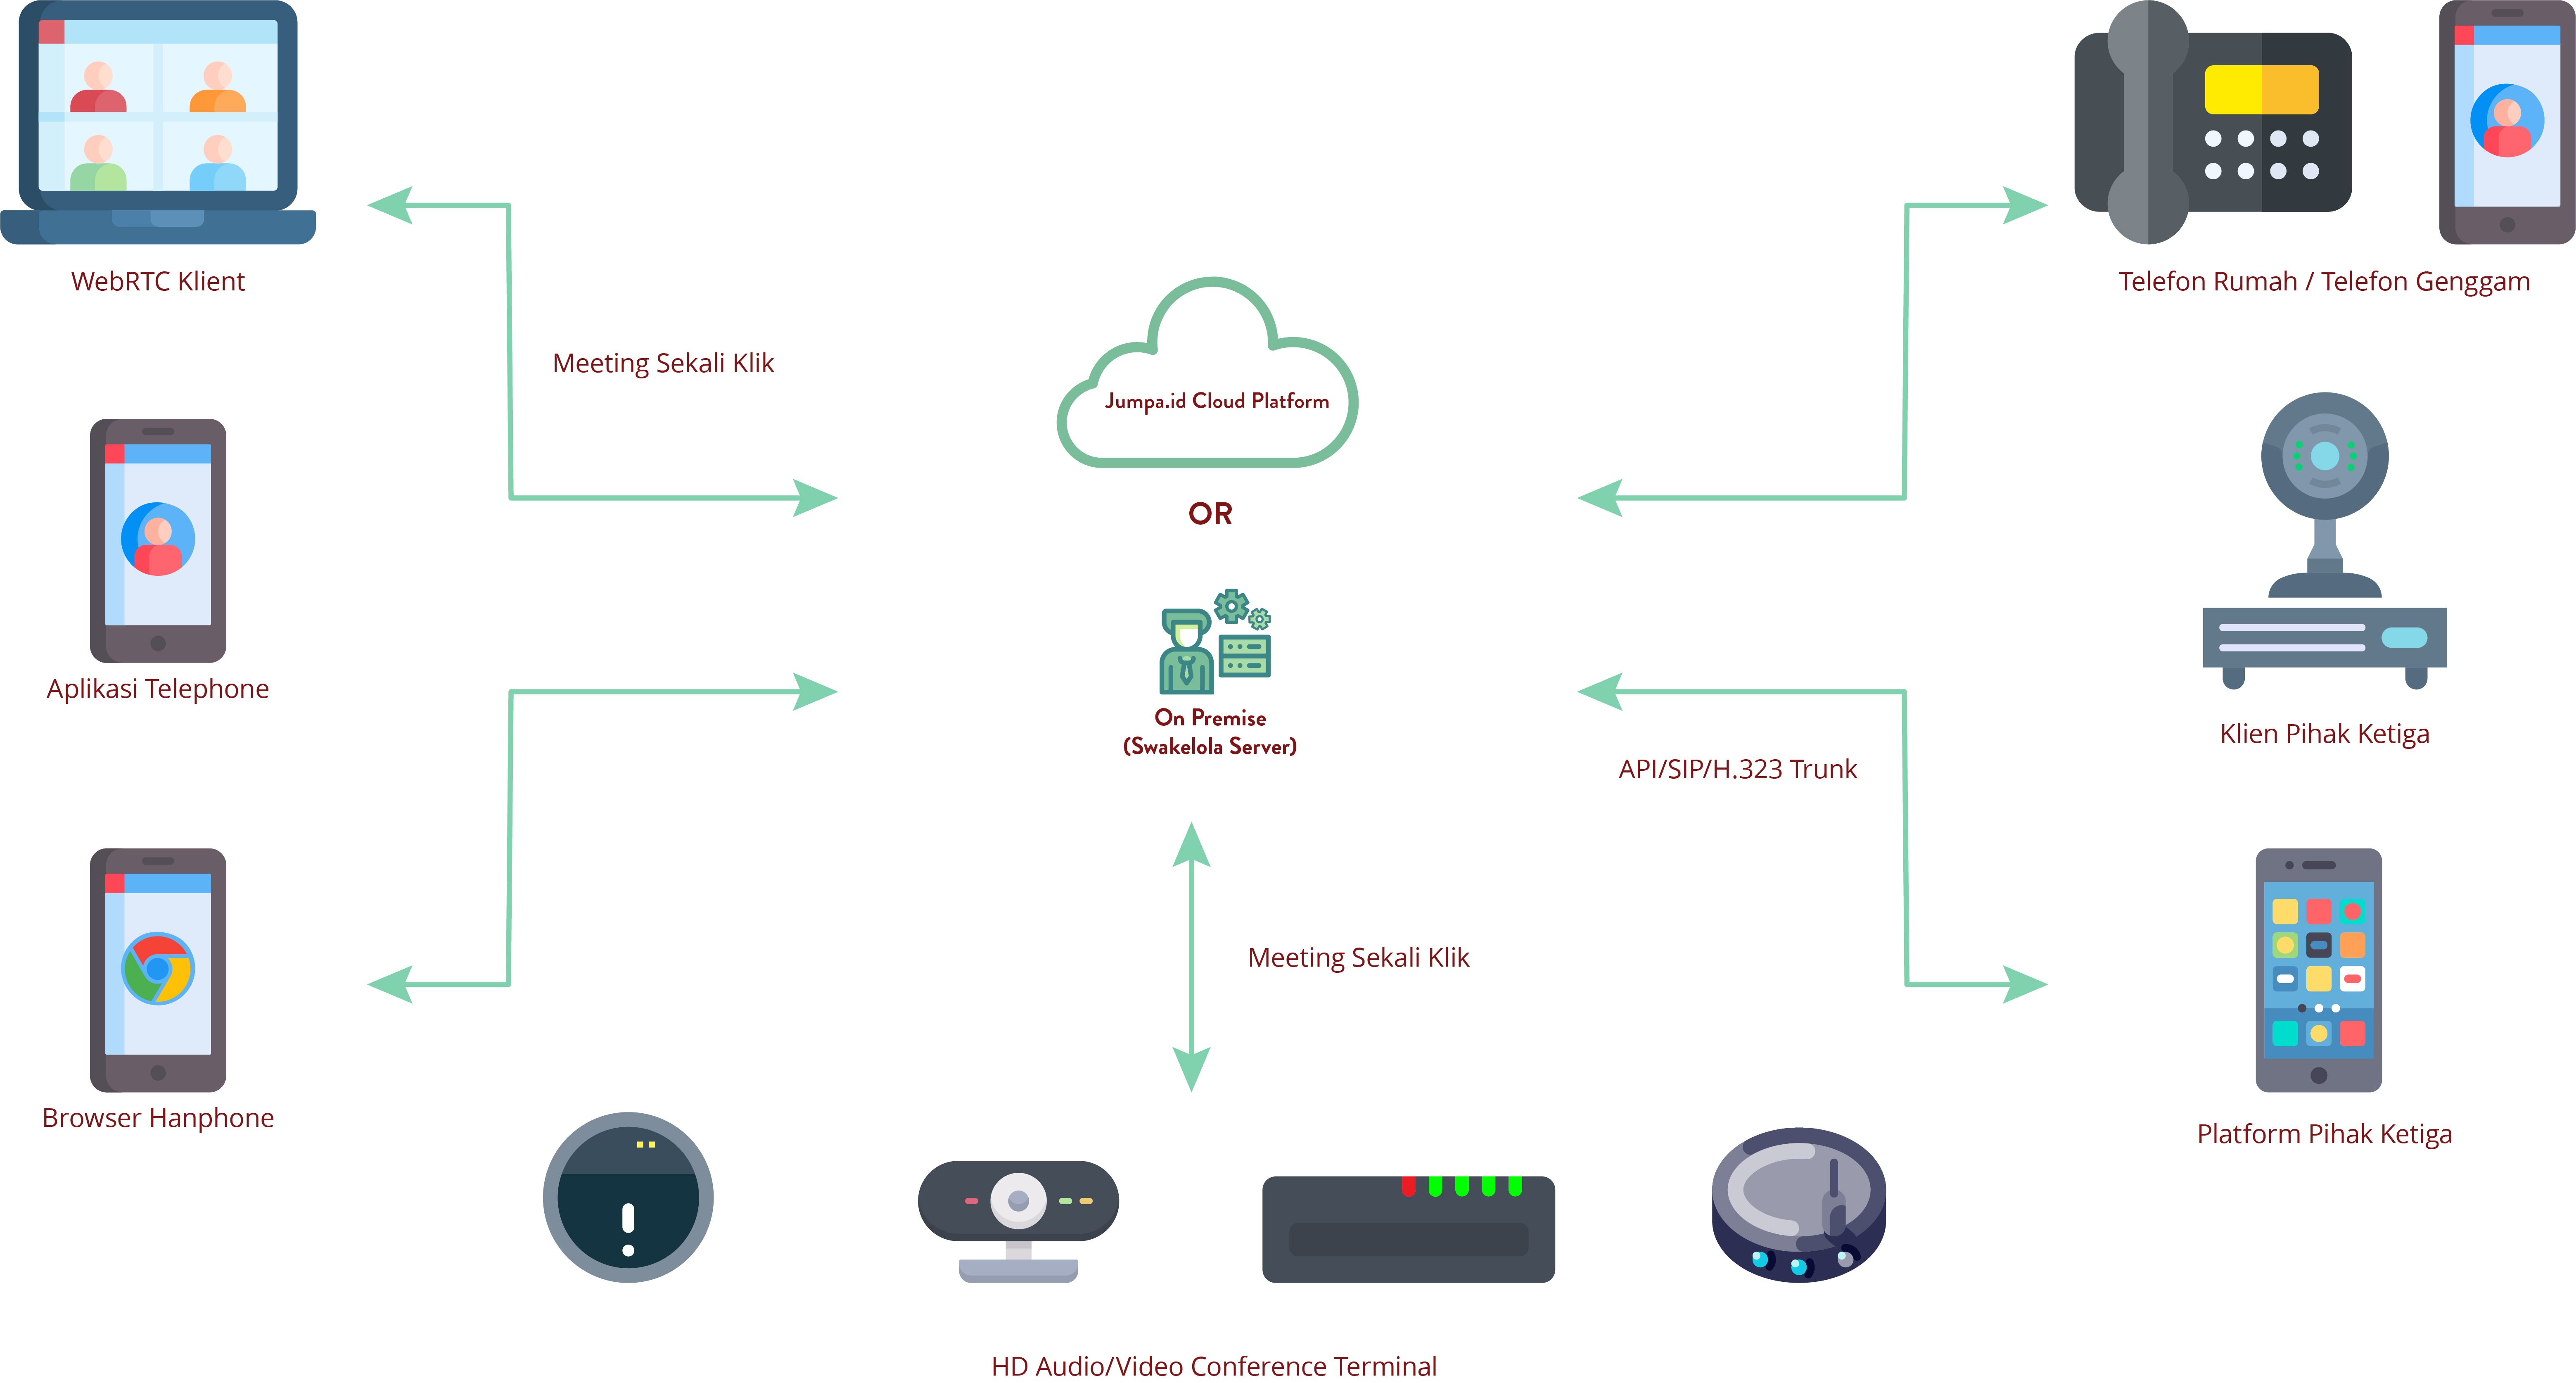 WebRTC Klient
Telefon Rumah / Telefon Genggam
Meeting Sekali Klik
Jumpa.id Cloud Platform
OR
Aplikasi Telephone
On Premise
(Swakelola Server)
Klien Pihak Ketiga
API/SIP/H.323 Trunk
Meeting Sekali Klik
Browser Hanphone
Platform Pihak Ketiga
HD Audio/Video Conference Terminal